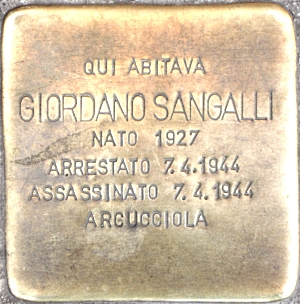 QUI ABITAVA
GIORDANO SANGALLI
NATO 1927
ARRESTATO 7.4.1944
ASSASSINATO 7.4.1944
ARCUCCIOLA